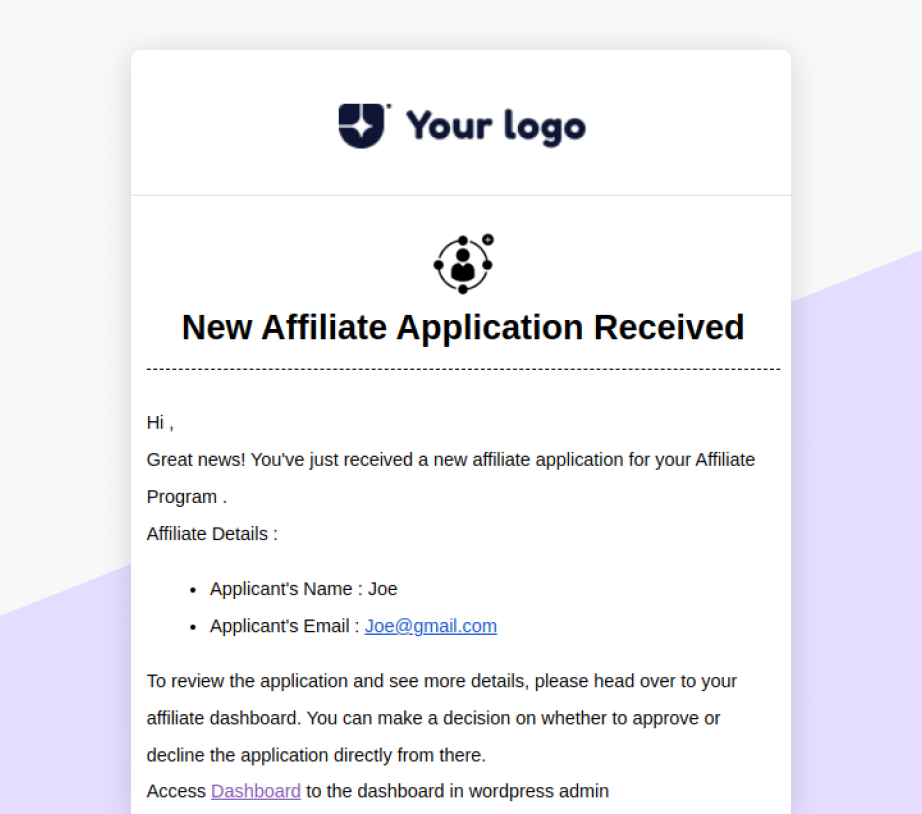 Your logo
New Affiliate Application Received
Hi ,
Great news! You've just received a new affiliate application for your Affiliate
Program .
Affiliate Details :
• Applicant's Name : Joe
• Applicant's Email : Joe@gmail.com
To review the application and see more details, please head over to your
affiliate dashboard. You can make a decision on whether to approve or
decline the application directly from there.
Access Dashboard to the dashboard in wordpress admin